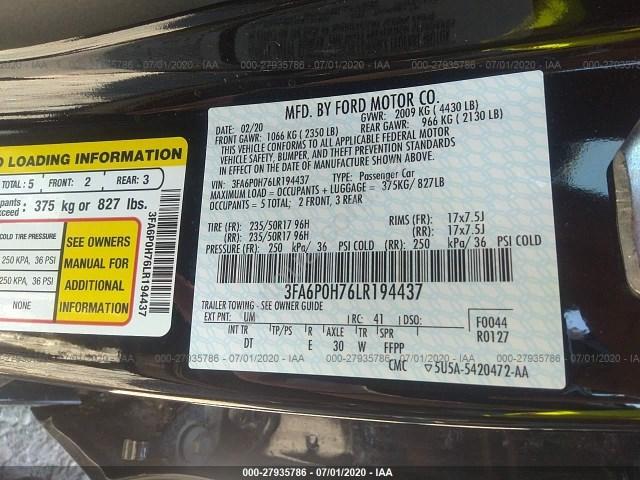 000-27935786 · 07/01/2020 · IAA
MFD. BY FORD MOTOR CO.
02/20 GVWR: 2009 KG ( 4430 LB)
FRONT GAWR: 1066 KG ( 2350 LB) REAR GAWR: 966 KG ( 2130 LB)
THIS VEHICLE CONFORMS TO ALL APPLICABLE FEDERAL MOTOR
VEHICLE SAFETY, BUMPER, AND THEFT PREVENTION STANDARDS
IN EFFECT ON THE DATE OF MANUFACTURE SHOWN ABOVE.
VIN: 3FA6P0H76LR194437 TYPE: Passenger Car
MAXIMUM LOAD = OCCUPANTS + LUGGAGE = 375KG/ 827LB
OCCUPANTS = 5 TOTAL: 2 FRONT, 3 REAR
TIRE (FR): 235/50R17 96H RIMS (FR): 17x7.5J
(RR): 235/50R17 96H (RR): 17x7.5J
PRESSURE (FR): 250 kPa/ 36 PSI COLD (RR): 250 kPa/ 36 PSI COLD
3FA6P0H76LR194437
TRAILER TOWING - SEE OWNER GUIDE
EXT PNT: UM RC: 41 DSO:
INT TR TP/PS R AXLE TR SPR
DT E 30 W FFPP
F0044
R0127
CMC 5U5A-5420472-AA
LOADING INFORMATION
TOTAL: 5 FRONT: 2 REAR: 3
375 kg or 827 lbs.
COLD TIRE PRESSURE
250 KPA, 36 PSI
250 KPA, 36 PSI
NONE
SEE OWNERS
MANUAL FOR
ADDITIONAL
INFORMATION
3FA6P0H76LR194437
000-27935786 · 07/01/2020 · IAA